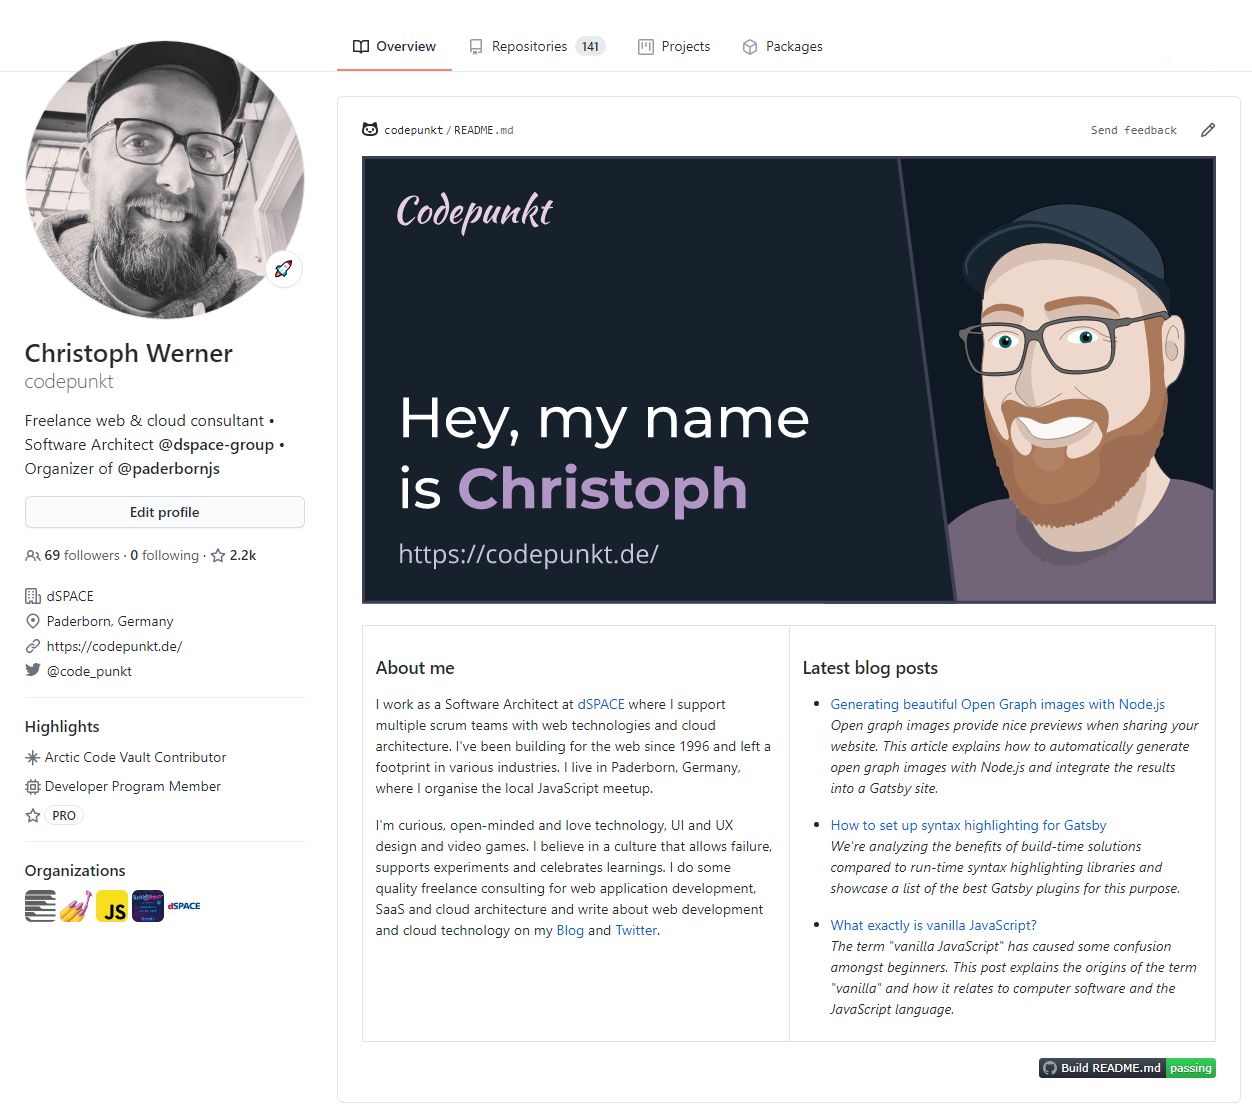 Overview
Repositories 141
Projects
Packages
Christoph Werner
codepunkt
Freelance web & cloud consultant •
Software Architect @dspace-group •
Organizer of @paderbornjs
Edit profile
69 followers · 0 following · 2.2k
dSPACE
Paderborn, Germany
https://codepunkt.de/
@code_punkt
Highlights
Arctic Code Vault Contributor
Developer Program Member
PRO
Organizations
JS
dSPACE
codepunkt/README.md
Send feedback
Codepunkt
Hey, my name
is Christoph
https://codepunkt.de/
About me
I work as a Software Architect at dSPACE where I support
multiple scrum teams with web technologies and cloud
architecture. I've been building for the web since 1996 and left a
footprint in various industries. I live in Paderborn, Germany,
where I organise the local JavaScript meetup.
I'm curious, open-minded and love technology, UI and UX
design and video games. I believe in a culture that allows failure,
supports experiments and celebrates learnings. I do some
quality freelance consulting for web application development,
SaaS and cloud architecture and write about web development
and cloud technology on my Blog and Twitter.
Latest blog posts
• Generating beautiful Open Graph images with Node.js
Open graph images provide nice previews when sharing your
website. This article explains how to automatically generate
open graph images with Node.js and integrate the results
into a Gatsby site.
• How to set up syntax highlighting for Gatsby
We're analyzing the benefits of build-time solutions
compared to run-time syntax highlighting libraries and
showcase a list of the best Gatsby plugins for this purpose.
• What exactly is vanilla JavaScript?
The term "vanilla JavaScript" has caused some confusion
amongst beginners. This post explains the origins of the term
"vanilla" and how it relates to computer software and the
JavaScript language.
Build README.md passing